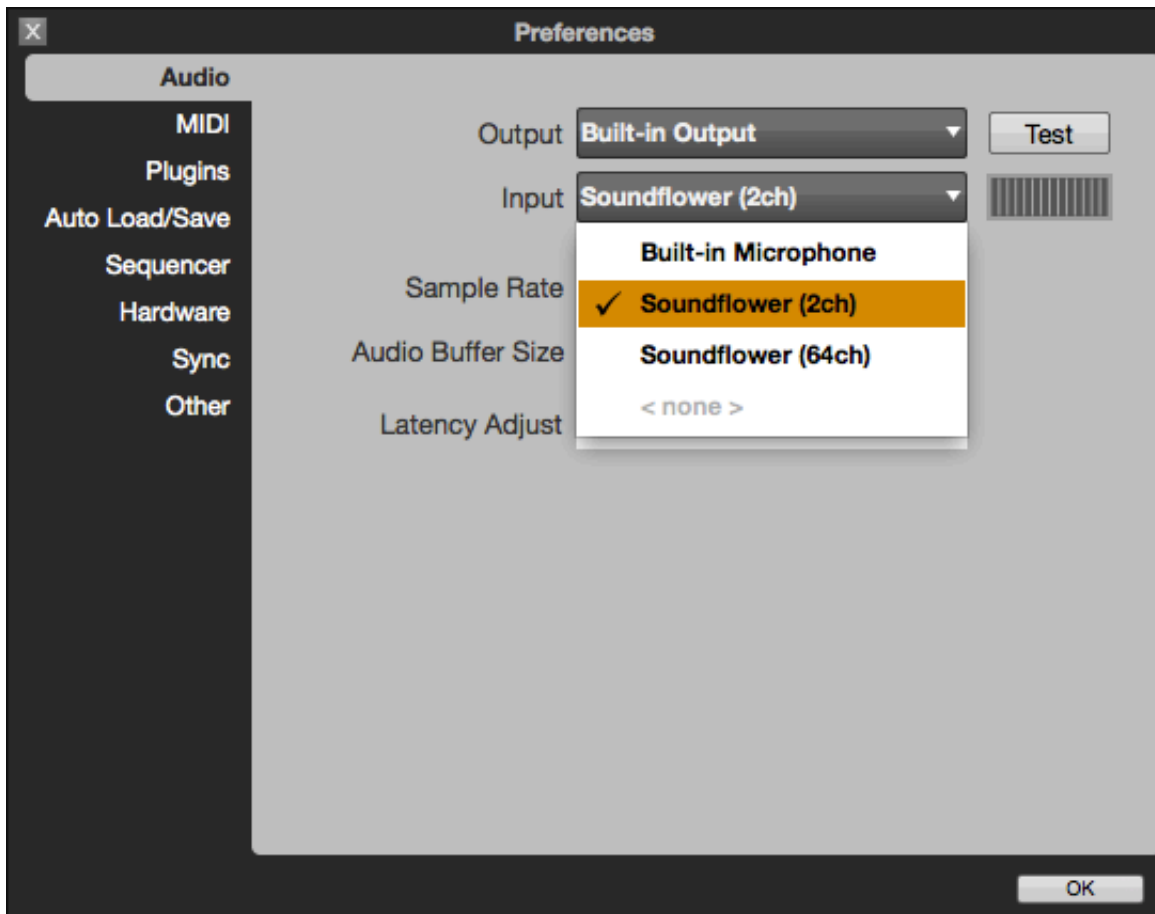 X
Preferences
Audio
MIDI
Plugins
Auto Load/Save
Sequencer
Hardware
Sync
Other
Output
Built-in Output
Test
Input
Soundflower (2ch)
Built-in Microphone
✓ Soundflower (2ch)
Soundflower (64ch)
< none >
Sample Rate
Audio Buffer Size
Latency Adjust
OK